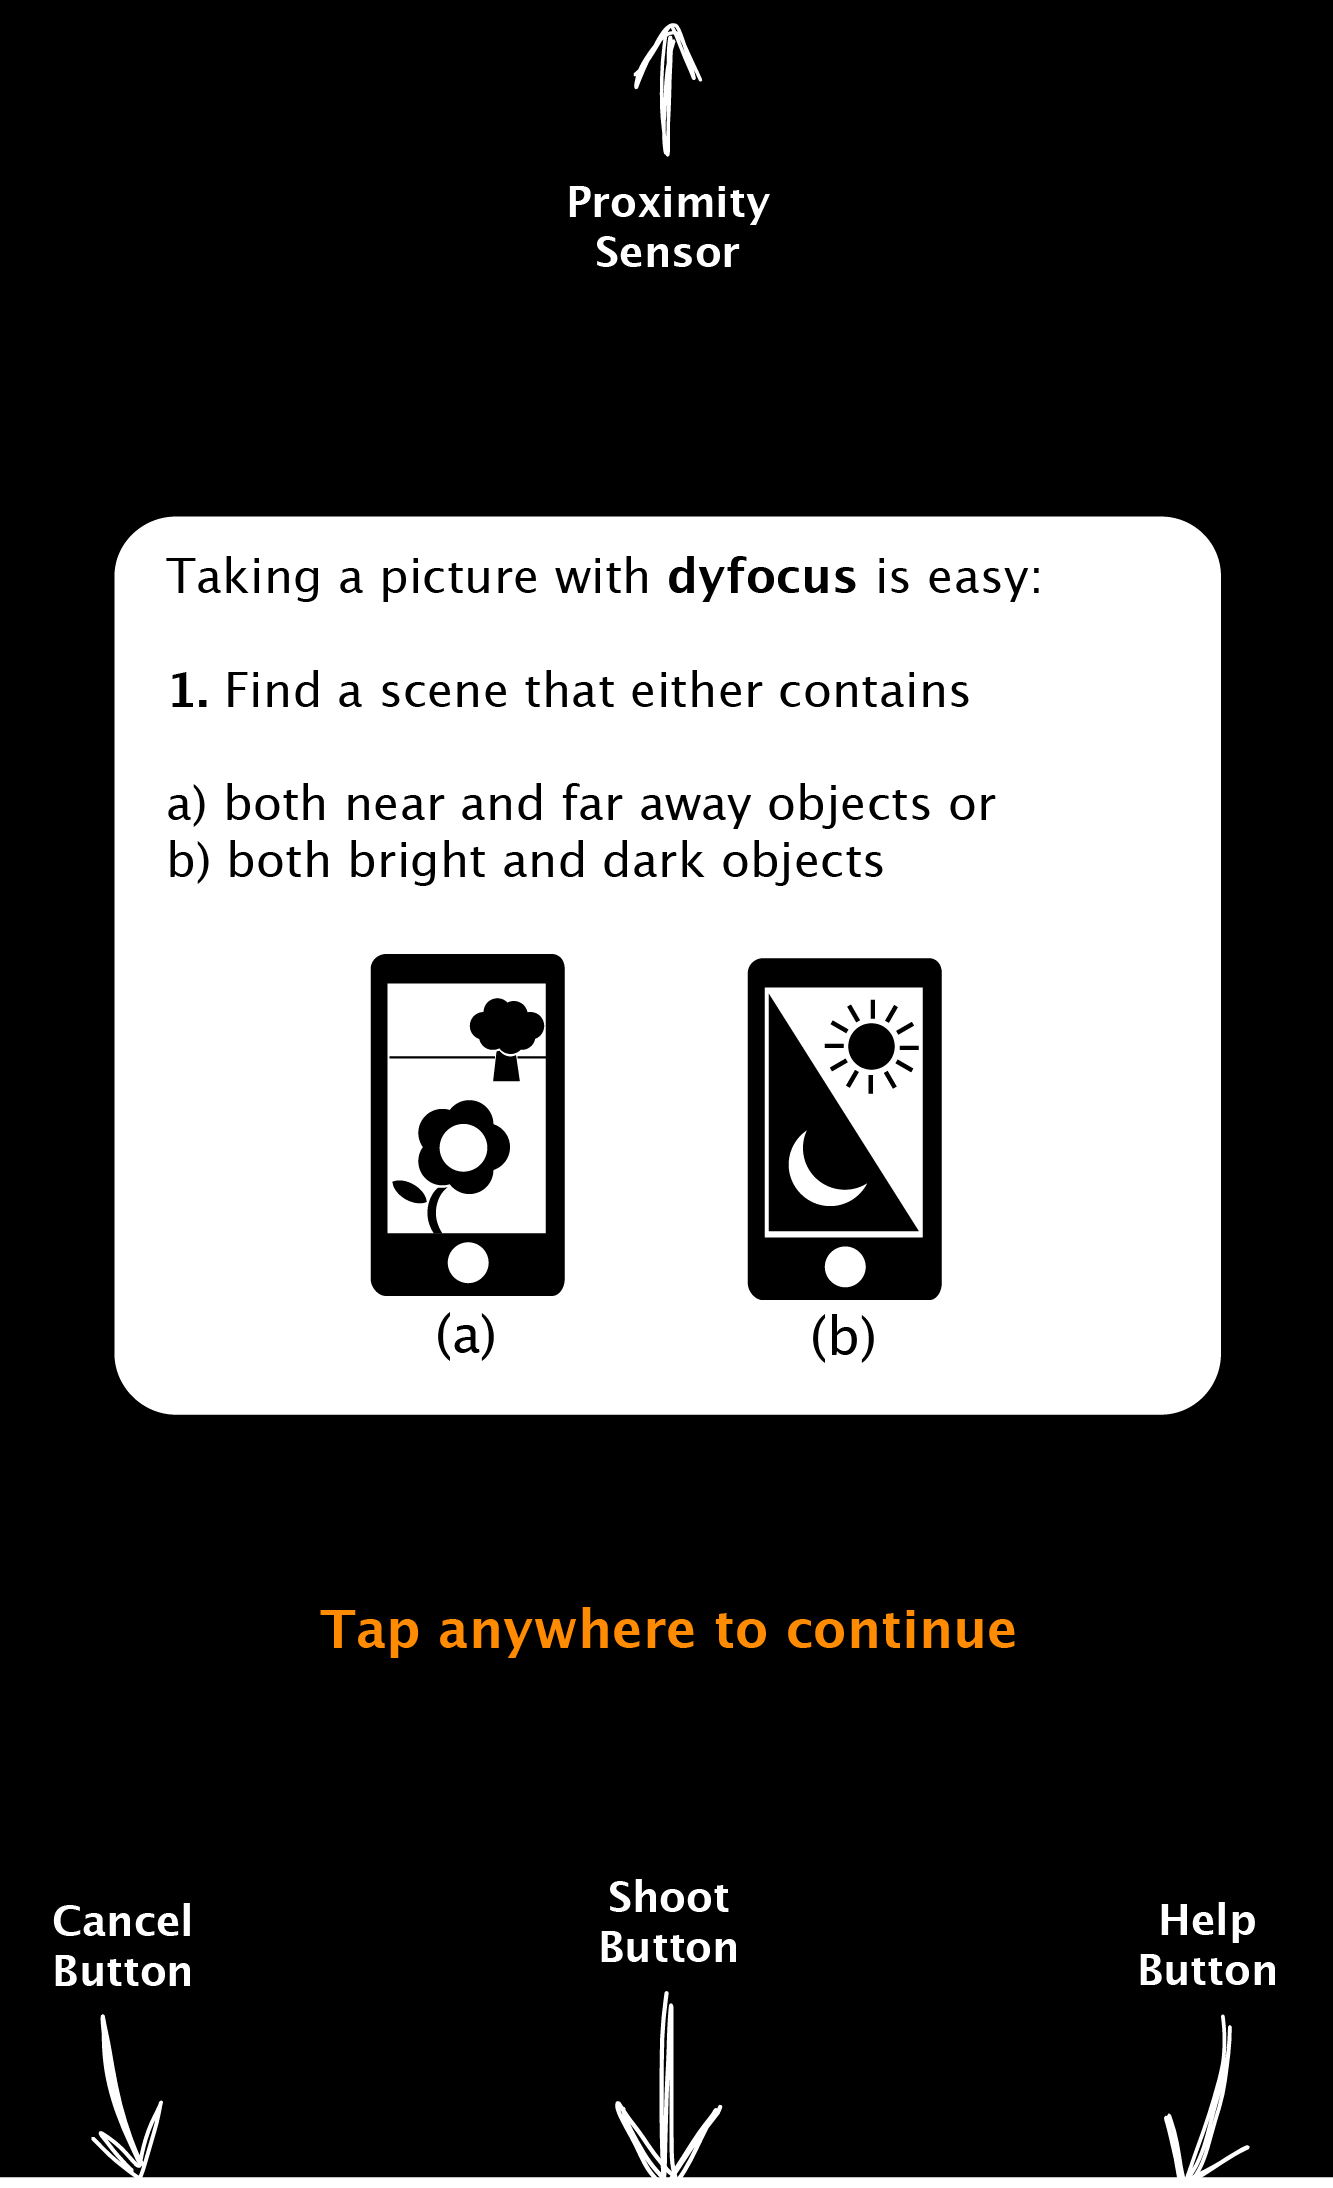 Proximity
Sensor
Taking a picture with dyfocus is easy:
1. Find a scene that either contains
a) both near and far away objects or
b) both bright and dark objects
(a)
(b)
Tap anywhere to continue
Cancel
Button
Shoot
Button
Help
Button